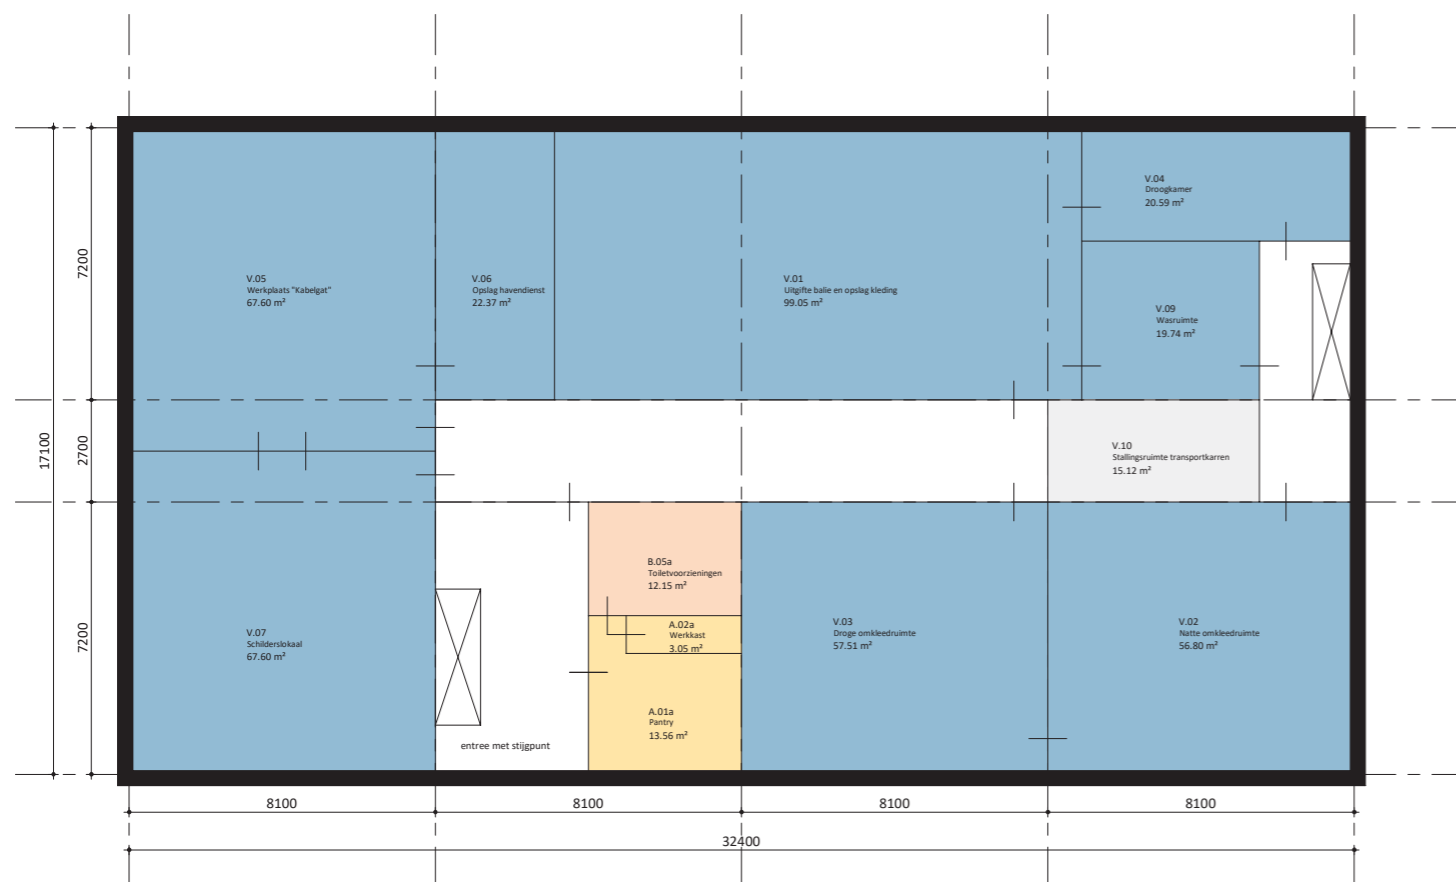 V.04
Droogkamer
20.59 m²
V.05
Werkplaats "Kabelgat"
67.60 m²
V.06
Opslag havendienst
22.37 m²
V.01
Uitgifte balie en opslag kleding
99.05 m²
V.09
Wasruimte
19.74 m²
7200
2700
17100
7200
V.10
Stallingsruimte transportkarren
15.12 m²
B.05a
Toiletvoorzieningen
12.15 m²
A.02a
Werkkast
3.05 m²
V.07
Schilderslokaal
67.60 m²
V.03
Droge omkleedruimte
57.51 m²
V.02
Natte omkleedruimte
56.80 m²
A.01a
Pantry
13.56 m²
entree met stijgpunt
8100
8100
8100
8100
32400